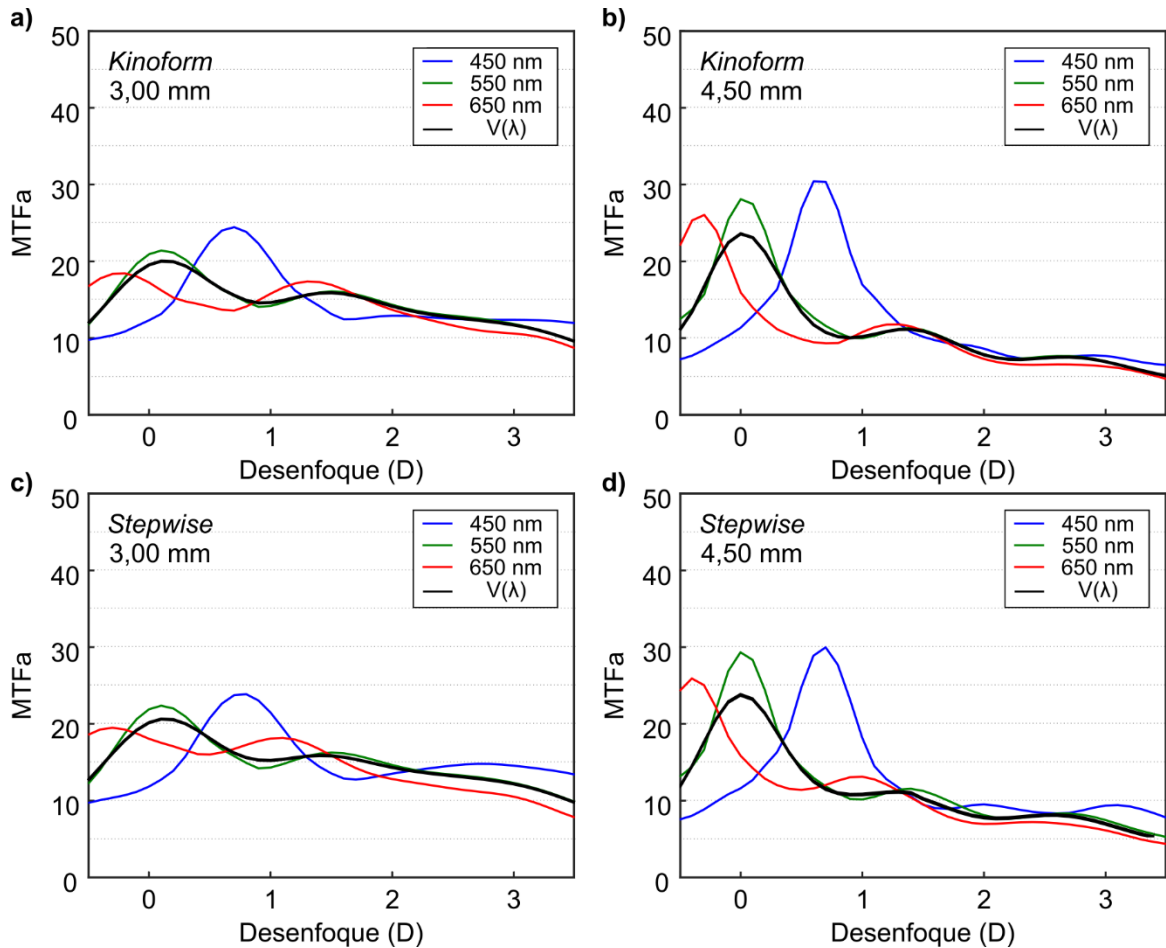 a)
Kinoform
3,00 mm
450 nm
550 nm
650 nm
V(λ)
50
40
30
20
10
0
MTFa
0 1 2 3
Desenfoque (D)
b)
Kinoform
4,50 mm
450 nm
550 nm
650 nm
V(λ)
50
40
30
20
10
0
MTFa
0 1 2 3
Desenfoque (D)
c)
Stepwise
3,00 mm
450 nm
550 nm
650 nm
V(λ)
50
40
30
20
10
0
MTFa
0 1 2 3
Desenfoque (D)
d)
Stepwise
4,50 mm
450 nm
550 nm
650 nm
V(λ)
50
40
30
20
10
0
MTFa
0 1 2 3
Desenfoque (D)